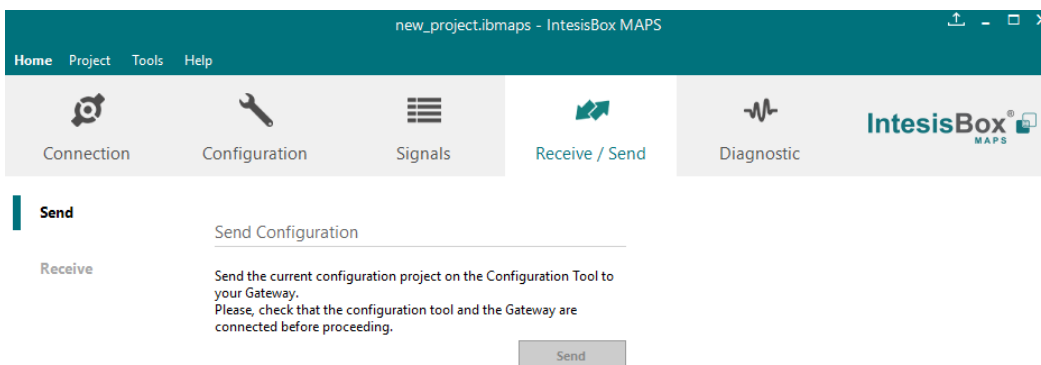 new_project.ibmaps - IntesisBox MAPS
Home Project Tools Help
Connection Configuration Signals Receive / Send Diagnostic
IntesisBox®
MAPS
Send
Send Configuration
Receive
Send the current configuration project on the Configuration Tool to
your Gateway.
Please, check that the configuration tool and the Gateway are
connected before proceeding.
Send